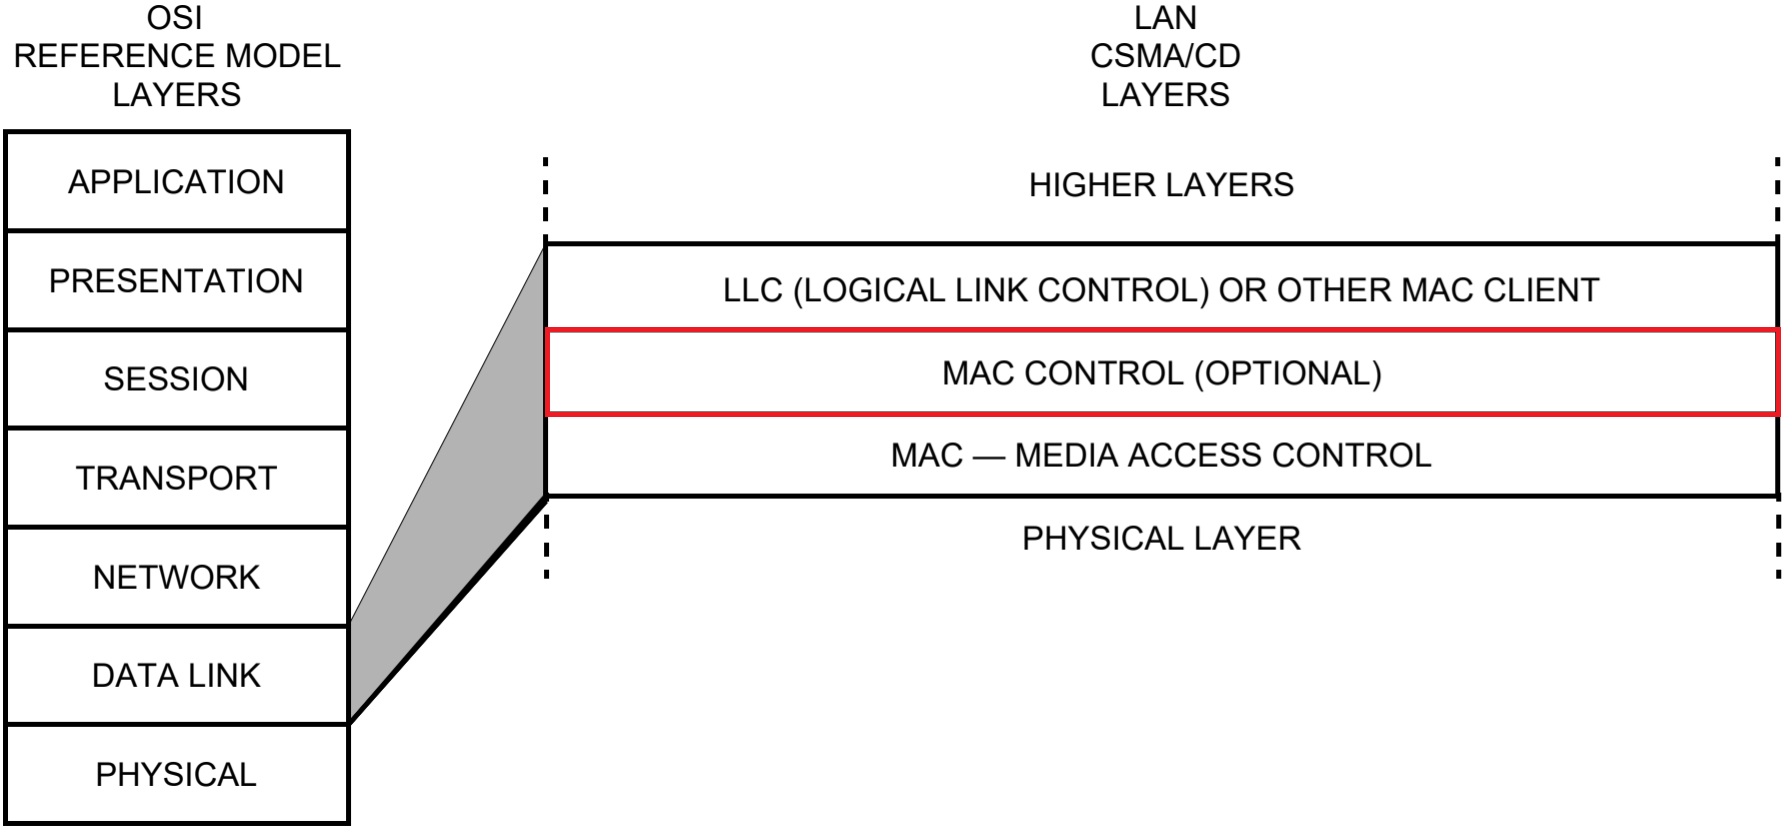 OSI
REFERENCE MODEL
LAYERS
APPLICATION
PRESENTATION
SESSION
TRANSPORT
NETWORK
DATA LINK
PHYSICAL
LAN
CSMA/CD
LAYERS
HIGHER LAYERS
LLC (LOGICAL LINK CONTROL) OR OTHER MAC CLIENT
MAC CONTROL (OPTIONAL)
MAC — MEDIA ACCESS CONTROL
PHYSICAL LAYER